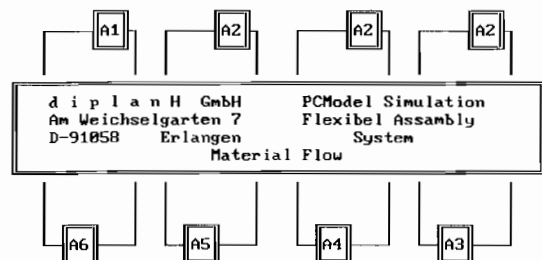 A1 A2 A2 A2
d i p l a n H GmbH PCModel Simulation
Am Weichselgarten 7 Flexibel Assambly
D-91058 Erlangen System
Material Flow
A6 A5 A4 A3